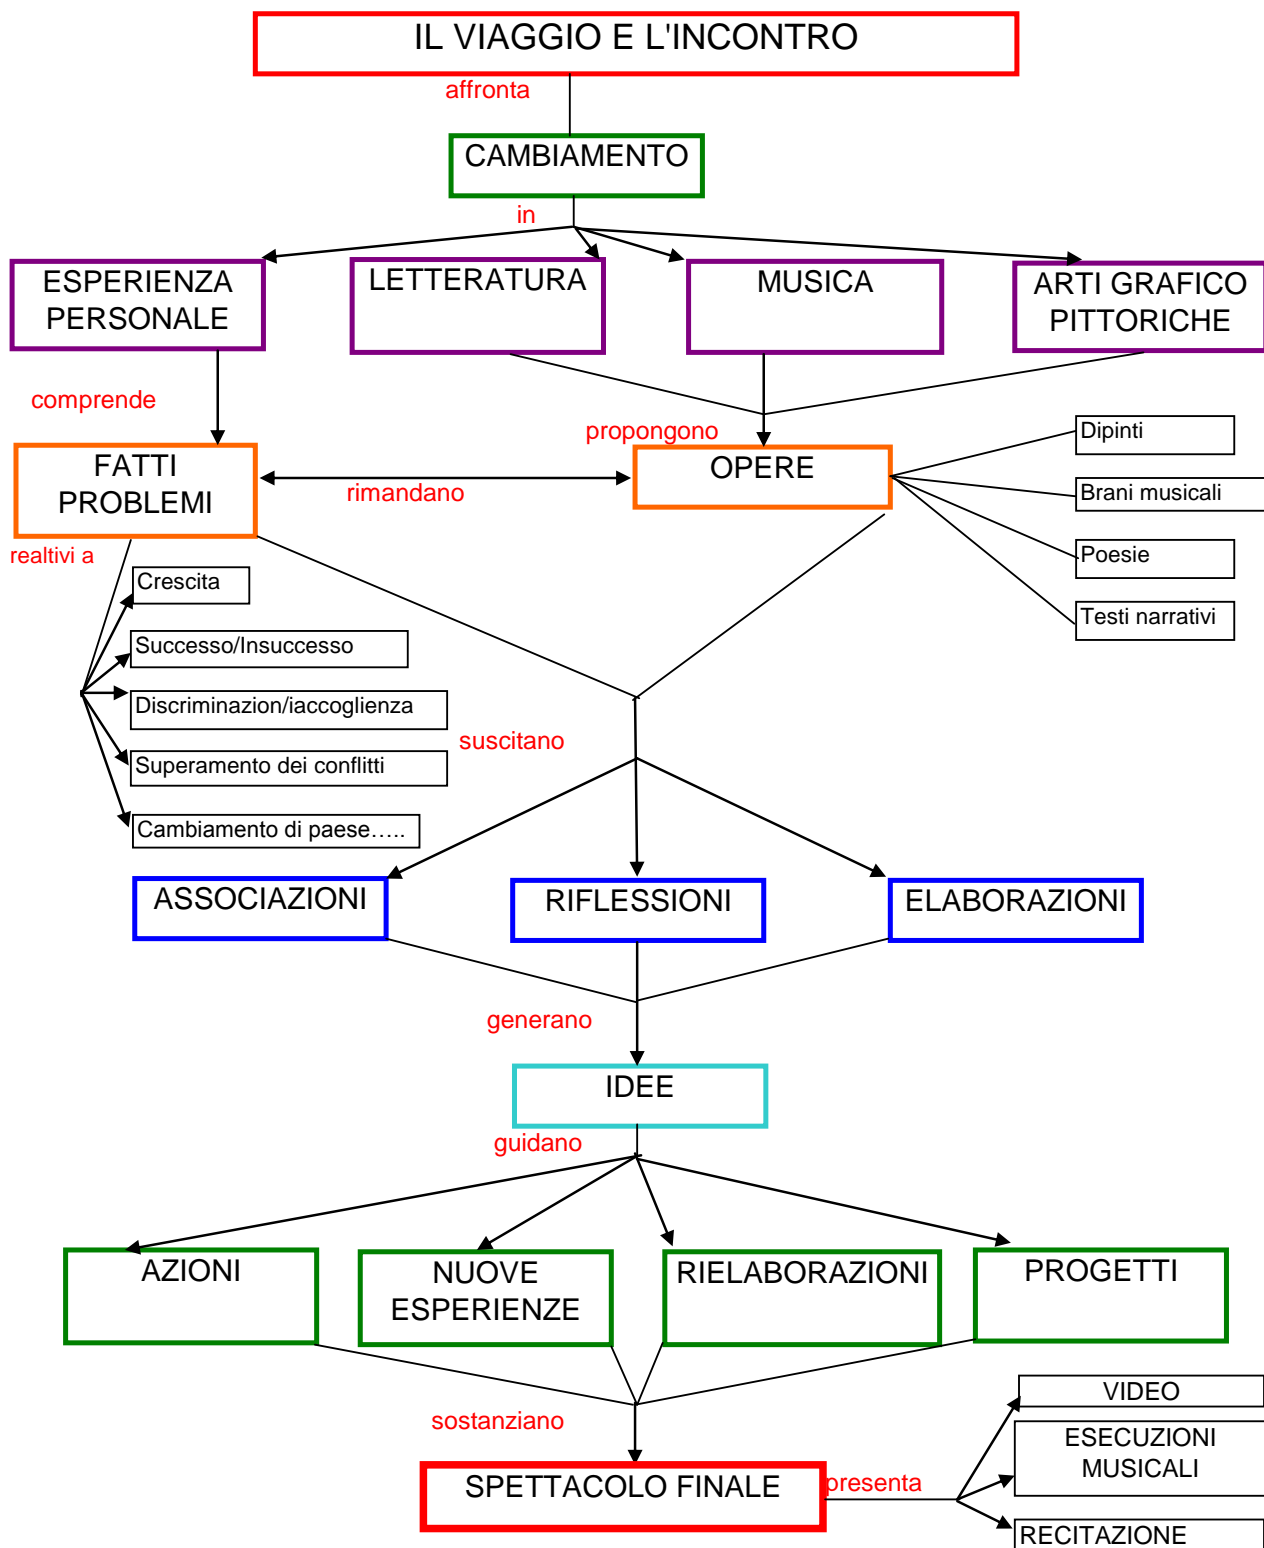 IL VIAGGIO E L'INCONTRO
affronta
CAMBIAMENTO
in
ESPERIENZA
PERSONALE
LETTERATURA
MUSICA
ARTI GRAFICO
PITTORICHE
comprende
propongono
FATTI
PROBLEMI
rimandano
OPERE
Dipinti
Brani musicali
Poesie
Testi narrativi
realtivi a
Crescita
Successo/Insuccesso
Discriminazion/iaccoglienza
Superamento dei conflitti
Cambiamento di paese…..
suscitano
ASSOCIAZIONI
RIFLESSIONI
ELABORAZIONI
generano
IDEE
guidano
AZIONI
NUOVE
ESPERIENZE
RIELABORAZIONI
PROGETTI
sostanziano
SPETTACOLO FINALE
presenta
VIDEO
ESECUZIONI
MUSICALI
RECITAZIONE